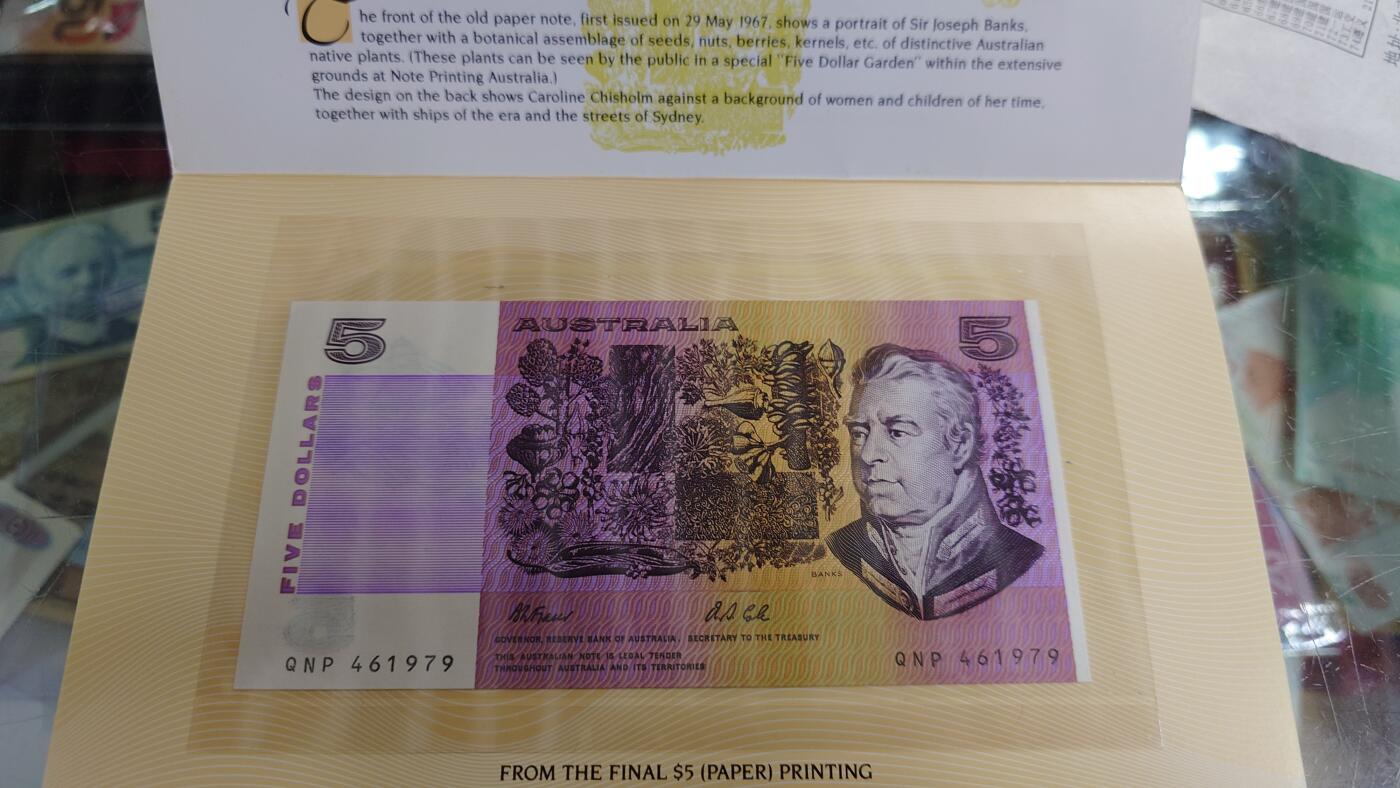 The front of the old paper note, first issued on 29 May 1967, shows a portrait of Sir Joseph Banks,
together with a botanical assemblage of seeds, nuts, berries, kernels, etc. of distinctive Australian
native plants. (These plants can be seen by the public in a special "Five Dollar Garden" within the extensive
grounds at Note Printing Australia.)
The design on the back shows Caroline Chisholm against a background of women and children of her time,
together with ships of the era and the streets of Sydney.
5
AUSTRALIA
5
FIVE DOLLARS
BANKS
GOVERNOR, RESERVE BANK OF AUSTRALIA. SECRETARY TO THE TREASURY
THIS AUSTRALIAN NOTE IS LEGAL TENDER
THROUGHOUT AUSTRALIA AND ITS TERRITORIES
QNP 461979
QNP 461979
FROM THE FINAL $5 (PAPER) PRINTING